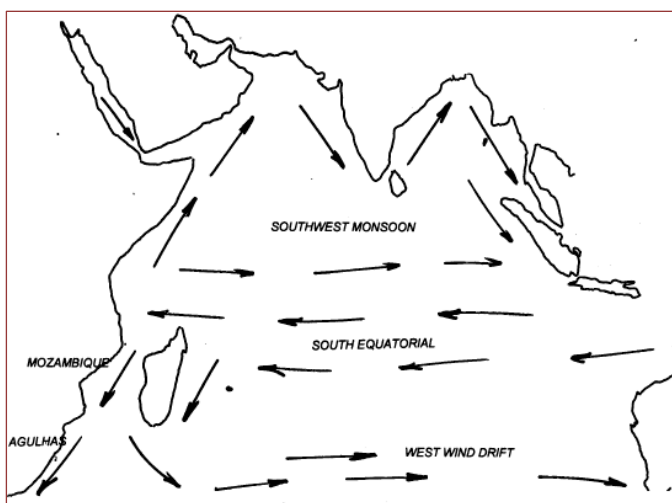 SOUTHWEST MONSOON
SOUTH EQUATORIAL
MOZAMBIQUE
AGULHAS
WEST WIND DRIFT